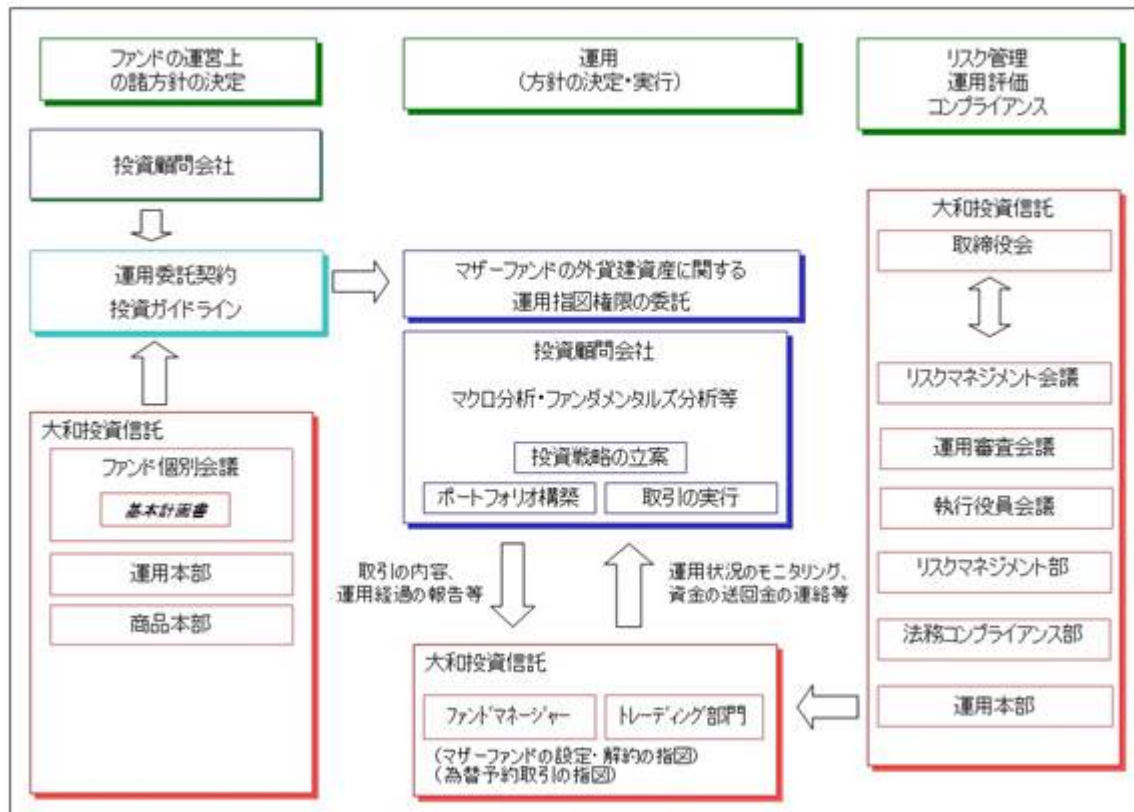 ファンドの運営上
の諸方針の決定
運用
(方針の決定・実行)
リスク管理
運用評価
コンプライアンス
投資顧問会社
運用委託契約
投資ガイドライン
大和投資信託
ファンド個別会議
基本計画書
運用本部
商品本部
マザーファンドの外貨建資産に関する
運用指図権限の委託
投資顧問会社
マクロ分析・ファンダメンタルズ分析等
投資戦略の立案
ポートフォリオ構築
取引の実行
取引の内容、
運用経過の報告等
運用状況のモニタリング、
資金の送回金の連絡等
大和投資信託
ファンドマネージャー
トレーディング部門
(マザーファンドの設定・解約の指図)
(為替予約取引の指図)
大和投資信託
取締役会
リスクマネジメント会議
運用審査会議
執行役員会議
リスクマネジメント部
法務コンプライアンス部
運用本部